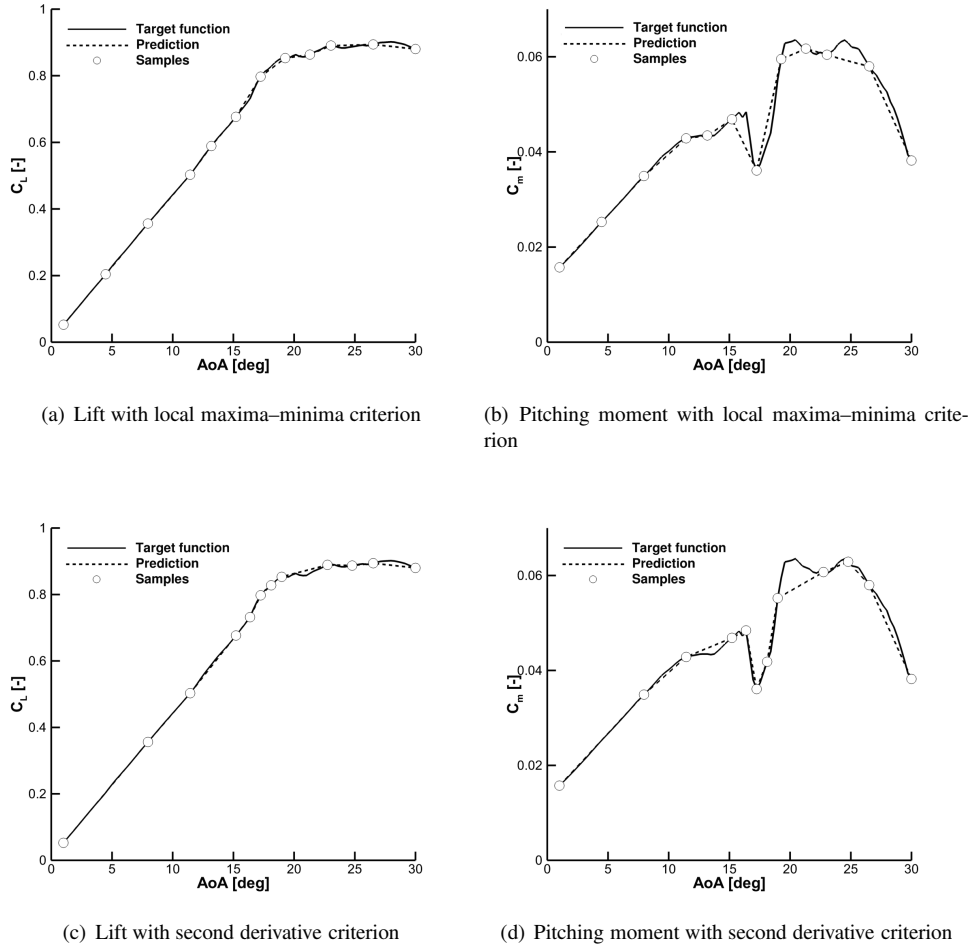 1
0.8
0.6
0.4
0.2
0
C_L [-]
Target function
Prediction
Samples
0 5 10 15 20 25 30
AoA [deg]
0.06
0.04
0.02
0
C_m [-]
Target function
Prediction
Samples
0 5 10 15 20 25 30
AoA [deg]
(a) Lift with local maxima–minima criterion
(b) Pitching moment with local maxima–minima crite-
rion
1
0.8
0.6
0.4
0.2
0
C_L [-]
Target function
Prediction
Samples
0 5 10 15 20 25 30
AoA [deg]
0.06
0.04
0.02
0
C_m [-]
Target function
Prediction
Samples
0 5 10 15 20 25 30
AoA [deg]
(c) Lift with second derivative criterion
(d) Pitching moment with second derivative criterion